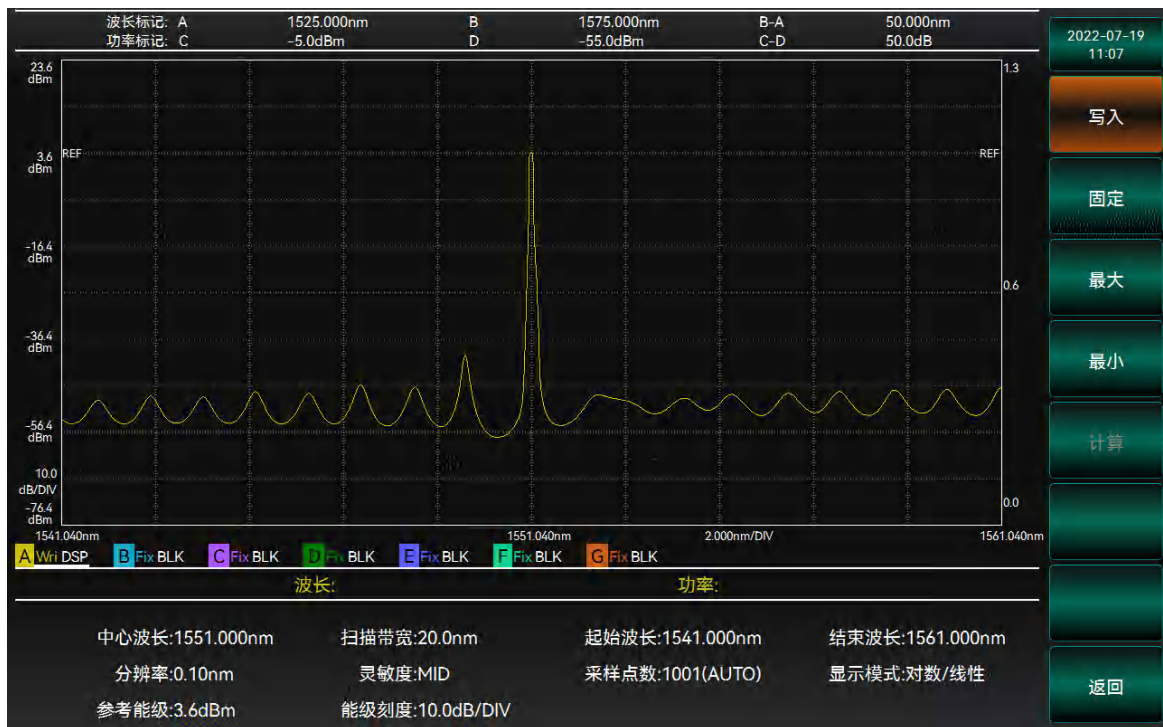 波长标记: A 1525.000nm B 1575.000nm B-A 50.000nm
功率标记: C -5.0dBm D -55.0dBm C-D 50.0dB
2022-07-19
11:07
写入
固定
最大
最小
计算
返回
23.6
dBm
1.3
3.6
dBm
REF
REF
-16.4
dBm
0.6
-36.4
dBm
-56.4
dBm
10.0
dB/DIV
-76.4
dBm
0.0
1541.040nm 1551.040nm 2.000nm/DIV 1561.040nm
A Wri DSP B Fix BLK C Fix BLK D Fix BLK E Fix BLK F Fix BLK G Fix BLK
波长: 功率:
中心波长:1551.000nm 扫描带宽:20.0nm 起始波长:1541.000nm 结束波长:1561.000nm
分辨率:0.10nm 灵敏度:MID 采样点数:1001(AUTO) 显示模式:对数/线性
参考能级:3.6dBm 能级刻度:10.0dB/DIV